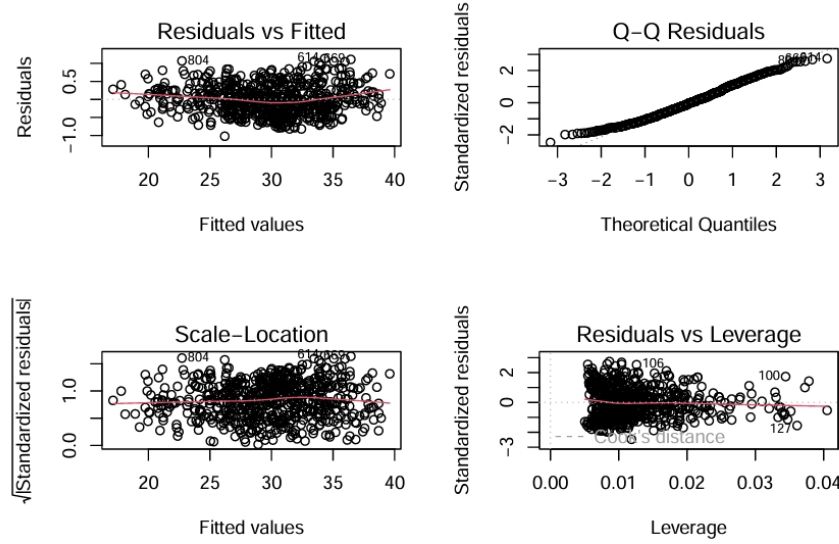 Residuals vs Fitted
Residuals
0.5
-1.0
804
614
20 25 30 35 40
Fitted values
Q-Q Residuals
Standardized residuals
2
0
-2
-3 -2 -1 0 1 2 3
Theoretical Quantiles
Scale-Location
√|Standardized residuals|
1.0
0.0
804
614
20 25 30 35 40
Fitted values
Residuals vs Leverage
Standardized residuals
2
0
-3
106
100
127
Cook's distance
0.00 0.01 0.02 0.03 0.04
Leverage